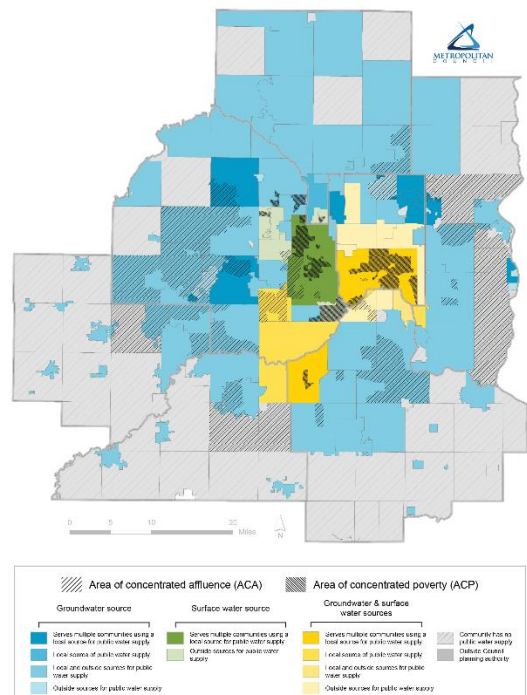 METROPOLITAN
COUNCIL
0 5 10 20
Miles
N
Area of concentrated affluence (ACA)
Area of concentrated poverty (ACP)
Groundwater source
Serves multiple communities using a
local source for public water supply
Local source of public water supply
Local and outside sources for public
water supply
Outside sources for public water supply
Surface water source
Serves multiple communities using a
local source for public water supply
Outside sources for public water
supply
Groundwater & surface
water sources
Serves multiple communities using a
local source for public water supply
Local source of public water supply
Local and outside sources for public
water supply
Outside sources for public water supply
Community has no
public water supply
Outside Council
planning authority